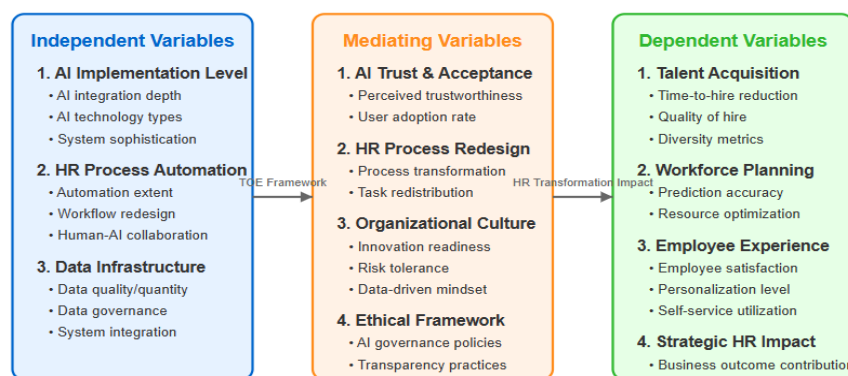 Independent Variables
1. AI Implementation Level
• AI integration depth
• AI technology types
• System sophistication
2. HR Process Automation
• Automation extent
• Workflow redesign
• Human-AI collaboration
3. Data Infrastructure
• Data quality/quantity
• Data governance
• System integration
TOE Framework
Mediating Variables
1. AI Trust & Acceptance
• Perceived trustworthiness
• User adoption rate
2. HR Process Redesign
• Process transformation
• Task redistribution
3. Organizational Culture
• Innovation readiness
• Risk tolerance
• Data-driven mindset
4. Ethical Framework
• AI governance policies
• Transparency practices
HR Transformation Impact
Dependent Variables
1. Talent Acquisition
• Time-to-hire reduction
• Quality of hire
• Diversity metrics
2. Workforce Planning
• Prediction accuracy
• Resource optimization
3. Employee Experience
• Employee satisfaction
• Personalization level
• Self-service utilization
4. Strategic HR Impact
• Business outcome contribution